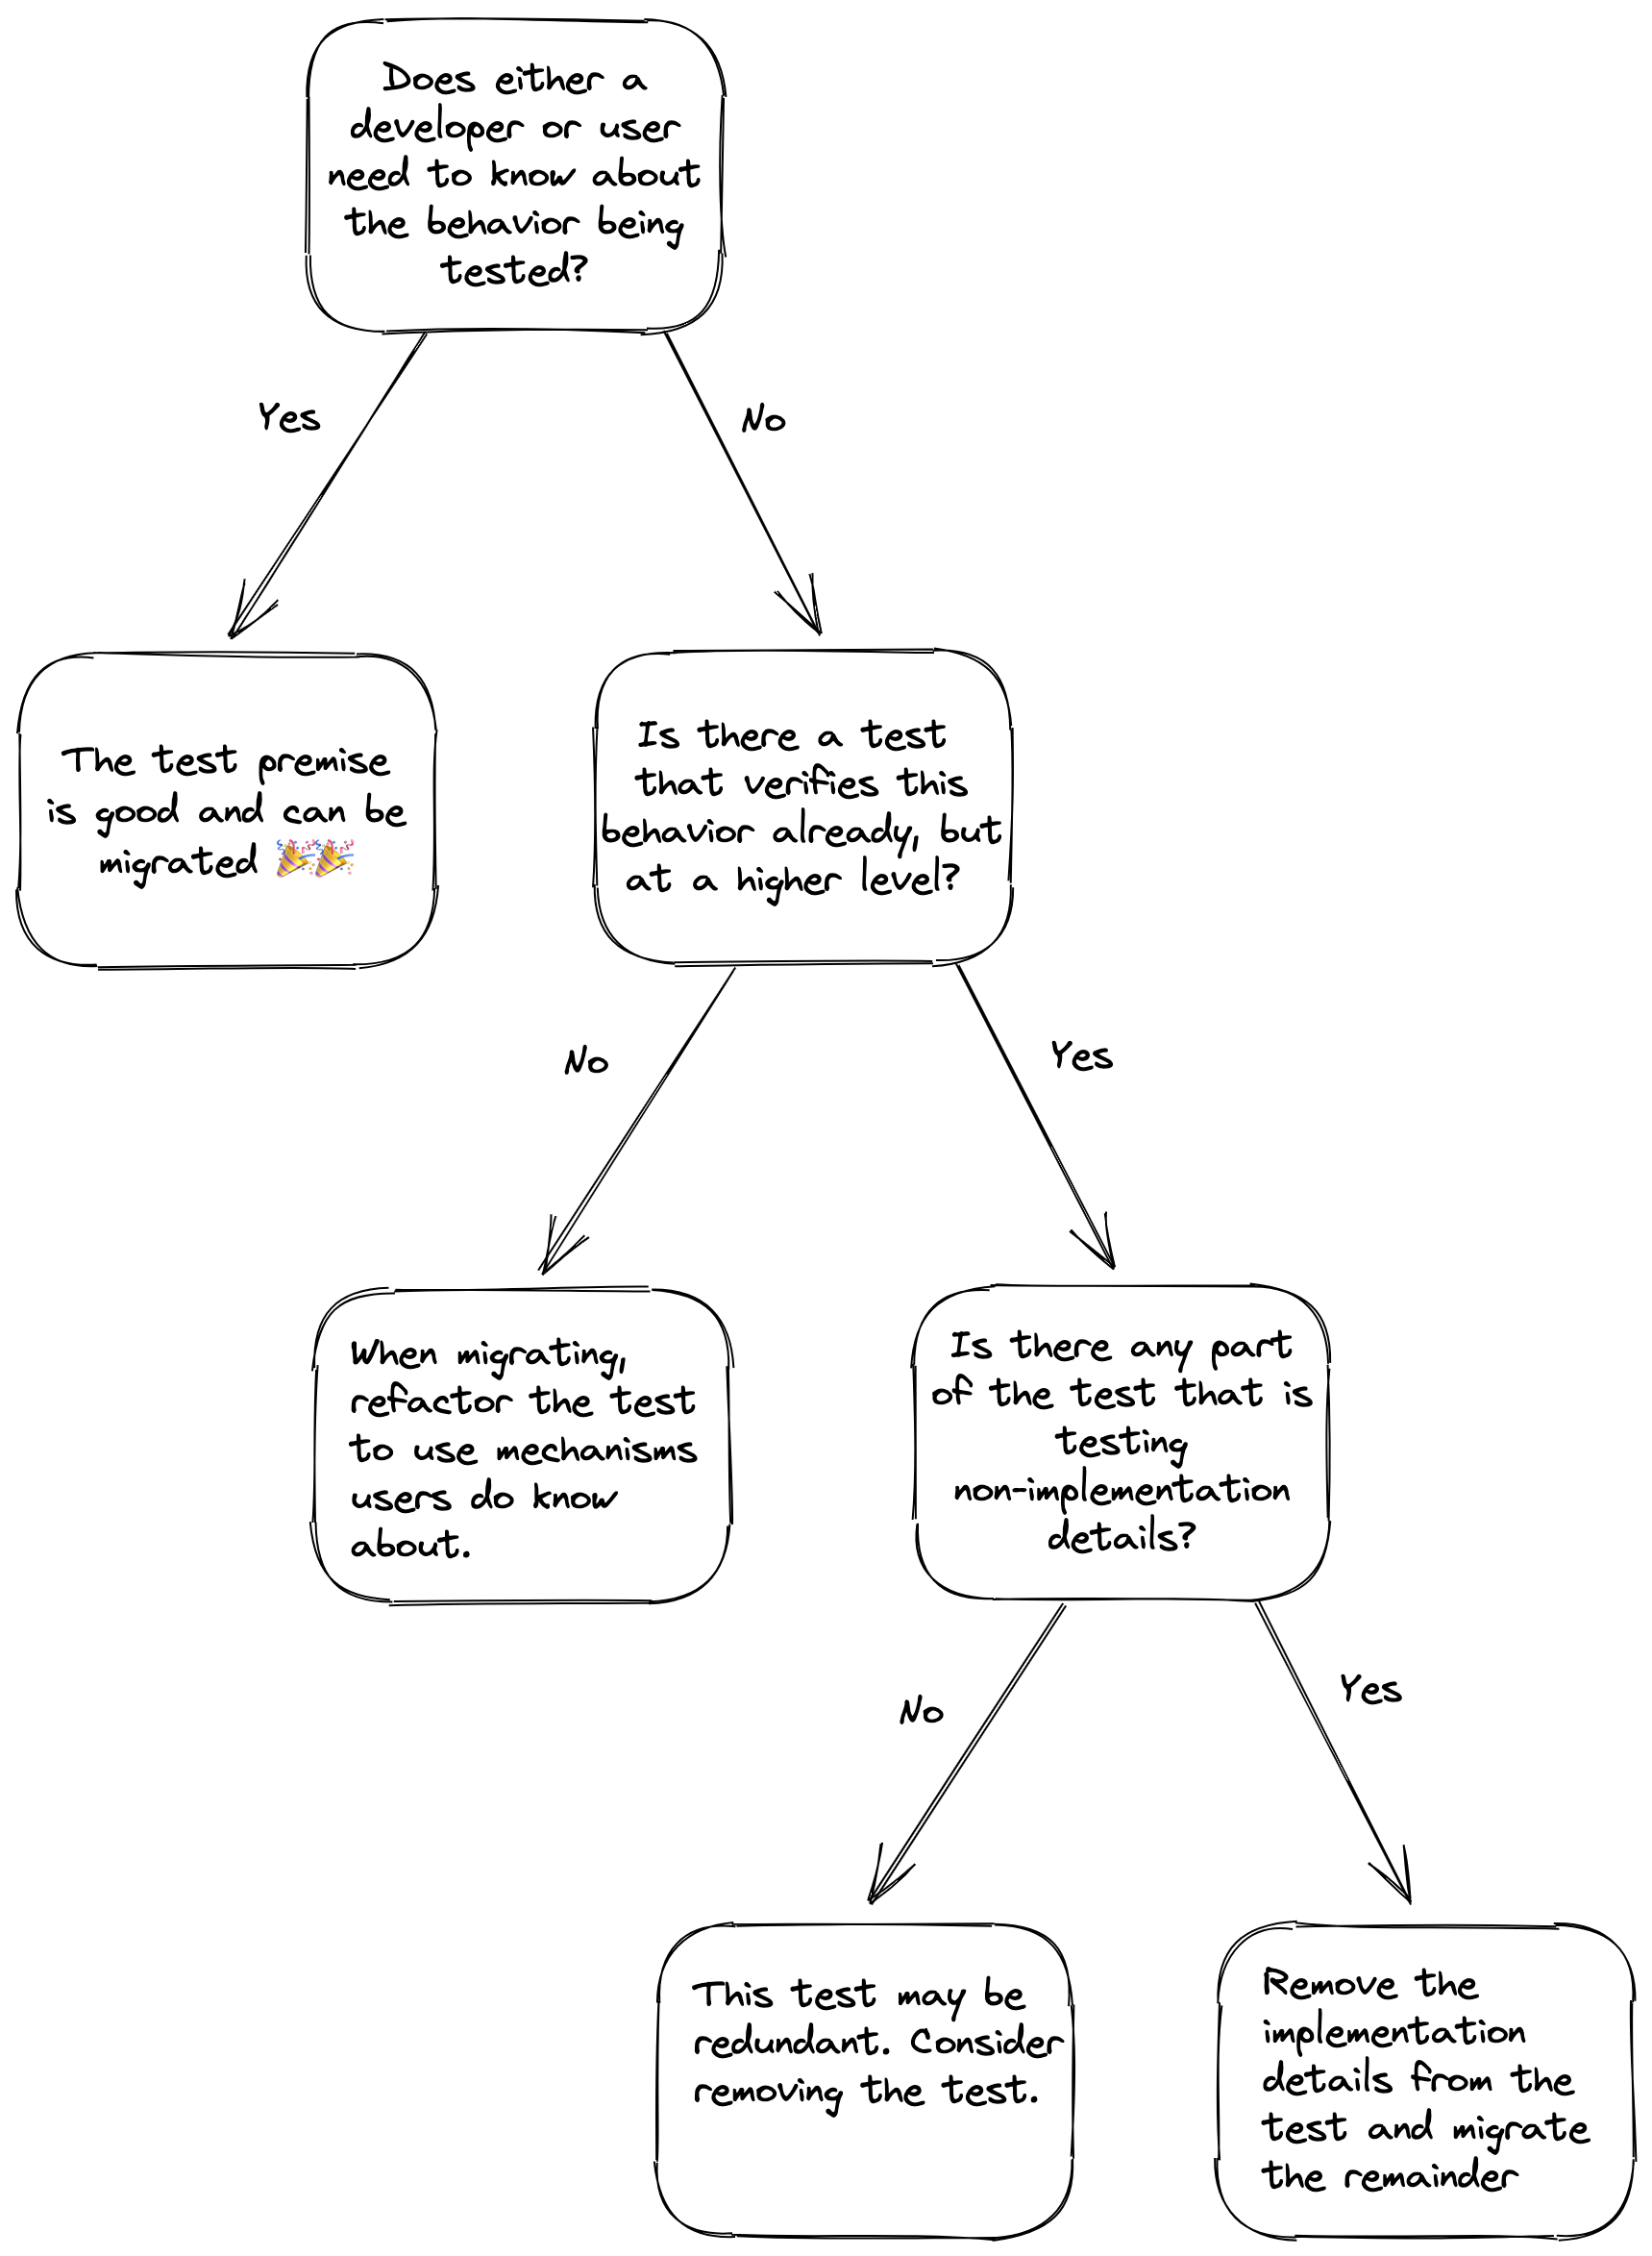 Does either a
developer or user
need to know about
the behavior being
tested?
Yes
No
The test premise
is good and can be
migrated 🎉🎉
Is there a test
that verifies this
behavior already, but
at a higher level?
No
Yes
When migrating,
refactor the test
to use mechanisms
users do know
about.
Is there any part
of the test that is
testing
non-implementation
details?
No
Yes
This test may be
redundant. Consider
removing the test.
Remove the
implementation
details from the
test and migrate
the remainder